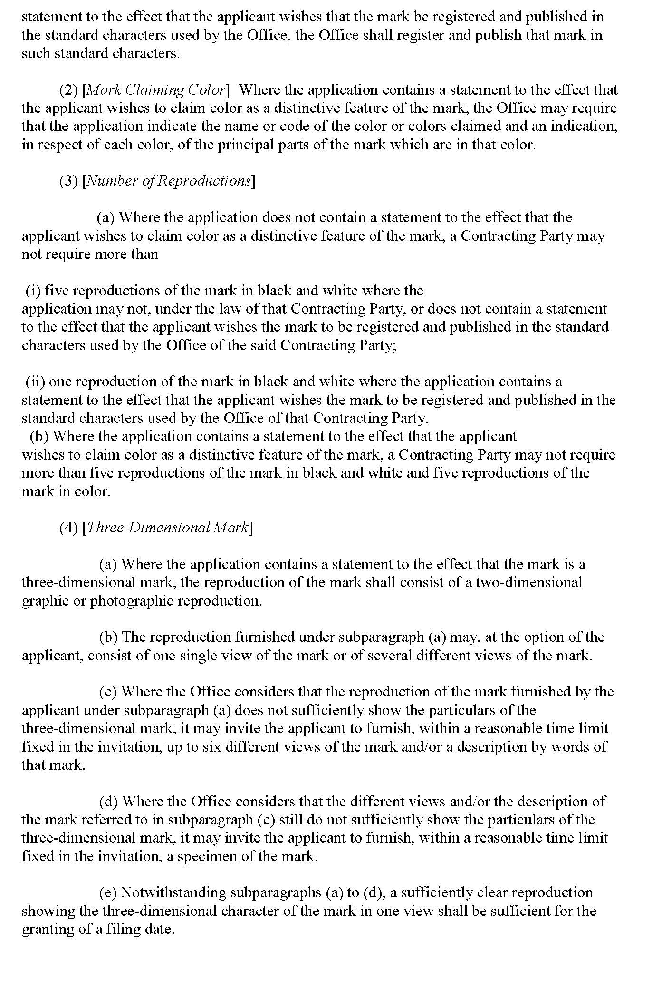 statement to the effect that the applicant wishes that the mark be registered and published in
the standard characters used by the Office, the Office shall register and publish that mark in
such standard characters.
(2) [Mark Claiming Color]  Where the application contains a statement to the effect that
the applicant wishes to claim color as a distinctive feature of the mark, the Office may require
that the application indicate the name or code of the color or colors claimed and an indication,
in respect of each color, of the principal parts of the mark which are in that color.
(3) [Number of Reproductions]
(a) Where the application does not contain a statement to the effect that the
applicant wishes to claim color as a distinctive feature of the mark, a Contracting Party may
not require more than
(i) five reproductions of the mark in black and white where the
application may not, under the law of that Contracting Party, or does not contain a statement
to the effect that the applicant wishes the mark to be registered and published in the standard
characters used by the Office of the said Contracting Party;
(ii) one reproduction of the mark in black and white where the application contains a
statement to the effect that the applicant wishes the mark to be registered and published in the
standard characters used by the Office of that Contracting Party.
(b) Where the application contains a statement to the effect that the applicant
wishes to claim color as a distinctive feature of the mark, a Contracting Party may not require
more than five reproductions of the mark in black and white and five reproductions of the
mark in color.
(4) [Three-Dimensional Mark]
(a) Where the application contains a statement to the effect that the mark is a
three-dimensional mark, the reproduction of the mark shall consist of a two-dimensional
graphic or photographic reproduction.
(b) The reproduction furnished under subparagraph (a) may, at the option of the
applicant, consist of one single view of the mark or of several different views of the mark.
(c) Where the Office considers that the reproduction of the mark furnished by the
applicant under subparagraph (a) does not sufficiently show the particulars of the
three-dimensional mark, it may invite the applicant to furnish, within a reasonable time limit
fixed in the invitation, up to six different views of the mark and/or a description by words of
that mark.
(d) Where the Office considers that the different views and/or the description of
the mark referred to in subparagraph (c) still do not sufficiently show the particulars of the
three-dimensional mark, it may invite the applicant to furnish, within a reasonable time limit
fixed in the invitation, a specimen of the mark.
(e) Notwithstanding subparagraphs (a) to (d), a sufficiently clear reproduction
showing the three-dimensional character of the mark in one view shall be sufficient for the
granting of a filing date.